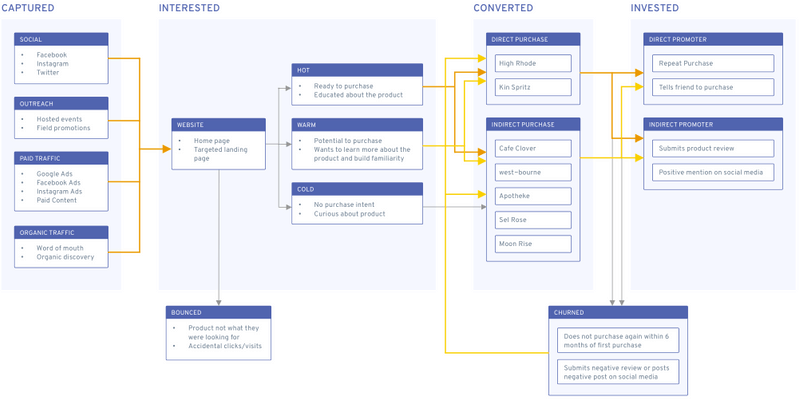 CAPTURED
INTERESTED
CONVERTED
INVESTED
SOCIAL
• Facebook
• Instagram
• Twitter
OUTREACH
• Hosted events
• Field promotions
PAID TRAFFIC
• Google Ads
• Facebook Ads
• Instagram Ads
• Paid Content
ORGANIC TRAFFIC
• Word of mouth
• Organic discovery
WEBSITE
• Home page
• Targeted landing
page
BOUNCED
• Product not what they
were looking for
• Accidental clicks/visits
HOT
• Ready to purchase
• Educated about the product
WARM
• Potential to purchase
• Wants to learn more about the
product and build familiarity
COLD
• No purchase intent
• Curious about product
DIRECT PURCHASE
High Rhode
Kin Spritz
INDIRECT PURCHASE
Cafe Clover
west~bourne
Apotheke
Sel Rose
Moon Rise
DIRECT PROMOTER
Repeat Purchase
Tells friend to purchase
INDIRECT PROMOTER
Submits product review
Positive mention on social media
CHURNED
Does not purchase again within 6
months of first purchase
Submits negative review or posts
negative post on social media